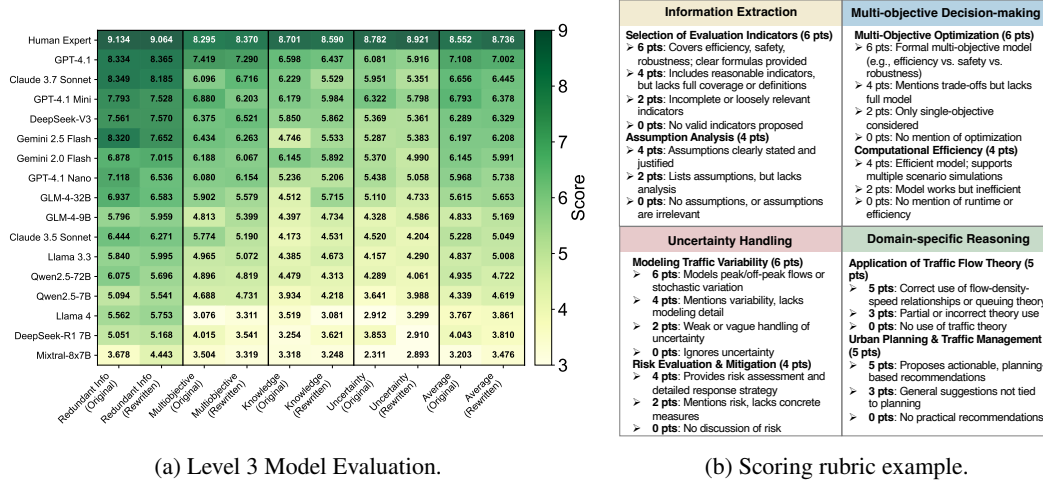 Human Expert 9.134 9.064 8.295 8.370 8.701 8.590 8.782 8.921 8.552 8.736
GPT-4.1 8.334 8.365 7.419 7.290 6.598 6.437 6.081 5.916 7.108 7.002
Claude 3.7 Sonnet 8.349 8.185 6.096 6.716 6.229 5.529 5.951 5.351 6.656 6.445
GPT-4.1 Mini 7.793 7.528 6.880 6.203 6.179 5.984 6.322 5.798 6.793 6.378
DeepSeek-V3 7.561 7.570 6.375 6.521 5.850 5.862 5.369 5.361 6.289 6.329
Gemini 2.5 Flash 8.320 7.652 6.434 6.263 4.746 5.533 5.287 5.383 6.197 6.208
Gemini 2.0 Flash 6.878 7.015 6.188 6.067 6.145 5.892 5.370 4.990 6.145 5.991
GPT-4.1 Nano 7.118 6.536 6.080 6.154 5.236 5.206 5.438 5.058 5.968 5.738
GLM-4-32B 6.937 6.583 5.902 5.579 4.512 5.715 5.110 4.733 5.615 5.653
GLM-4-9B 5.796 5.959 4.813 5.399 4.397 4.734 4.328 4.586 4.833 5.169
Claude 3.5 Sonnet 6.444 6.271 5.774 5.190 4.173 4.531 4.520 4.204 5.228 5.049
Llama 3.3 5.840 5.995 4.965 5.072 4.385 4.673 4.157 4.290 4.837 5.008
Qwen2.5-72B 6.075 5.696 4.896 4.819 4.479 4.313 4.289 4.061 4.935 4.722
Qwen2.5-7B 5.094 5.541 4.688 4.731 3.934 4.218 3.641 3.988 4.339 4.619
Llama 4 5.562 5.753 3.076 3.311 3.519 3.081 2.912 3.299 3.767 3.861
DeepSeek-R1 7B 5.051 5.168 4.015 3.541 3.254 3.621 3.853 2.910 4.043 3.810
Mixtral-8x7B 3.678 4.443 3.504 3.319 3.318 3.248 2.311 2.893 3.203 3.476
Redundant Info
(Original)
Redundant Info
(Rewritten)
Multiobjective
(Original)
Multiobjective
(Rewritten)
Knowledge
(Original)
Knowledge
(Rewritten)
Uncertainty
(Original)
Uncertainty
(Rewritten)
Average
(Original)
Average
(Rewritten)
9
8
7
6
5
4
3
Score
(a) Level 3 Model Evaluation.
Information Extraction
Selection of Evaluation Indicators (6 pts)
➢ 6 pts: Covers efficiency, safety,
robustness; clear formulas provided
➢ 4 pts: Includes reasonable indicators,
but lacks full coverage or definitions
➢ 2 pts: Incomplete or loosely relevant
indicators
➢ 0 pts: No valid indicators proposed
Assumption Analysis (4 pts)
➢ 4 pts: Assumptions clearly stated and
justified
➢ 2 pts: Lists assumptions, but lacks
analysis
➢ 0 pts: No assumptions, or assumptions
are irrelevant
Multi-objective Decision-making
Multi-Objective Optimization (6 pts)
➢ 6 pts: Formal multi-objective model
(e.g., efficiency vs. safety vs.
robustness)
➢ 4 pts: Mentions trade-offs but lacks
full model
➢ 2 pts: Only single-objective
considered
➢ 0 pts: No mention of optimization
Computational Efficiency (4 pts)
➢ 4 pts: Efficient model; supports
multiple scenario simulations
➢ 2 pts: Model works but inefficient
➢ 0 pts: No mention of runtime or
efficiency
Uncertainty Handling
Modeling Traffic Variability (6 pts)
➢ 6 pts: Models peak/off-peak flows or
stochastic variation
➢ 4 pts: Mentions variability, lacks
modeling detail
➢ 2 pts: Weak or vague handling of
uncertainty
➢ 0 pts: Ignores uncertainty
Risk Evaluation & Mitigation (4 pts)
➢ 4 pts: Provides risk assessment and
detailed response strategy
➢ 2 pts: Mentions risk, lacks concrete
measures
➢ 0 pts: No discussion of risk
Domain-specific Reasoning
Application of Traffic Flow Theory (5
pts)
➢ 5 pts: Correct use of flow-density-
speed relationships or queuing theory
➢ 3 pts: Partial or incorrect theory use
➢ 0 pts: No use of traffic theory
Urban Planning & Traffic Management
(5 pts)
➢ 5 pts: Proposes actionable, planning-
based recommendations
➢ 3 pts: General suggestions not tied
to planning
➢ 0 pts: No practical recommendations
(b) Scoring rubric example.